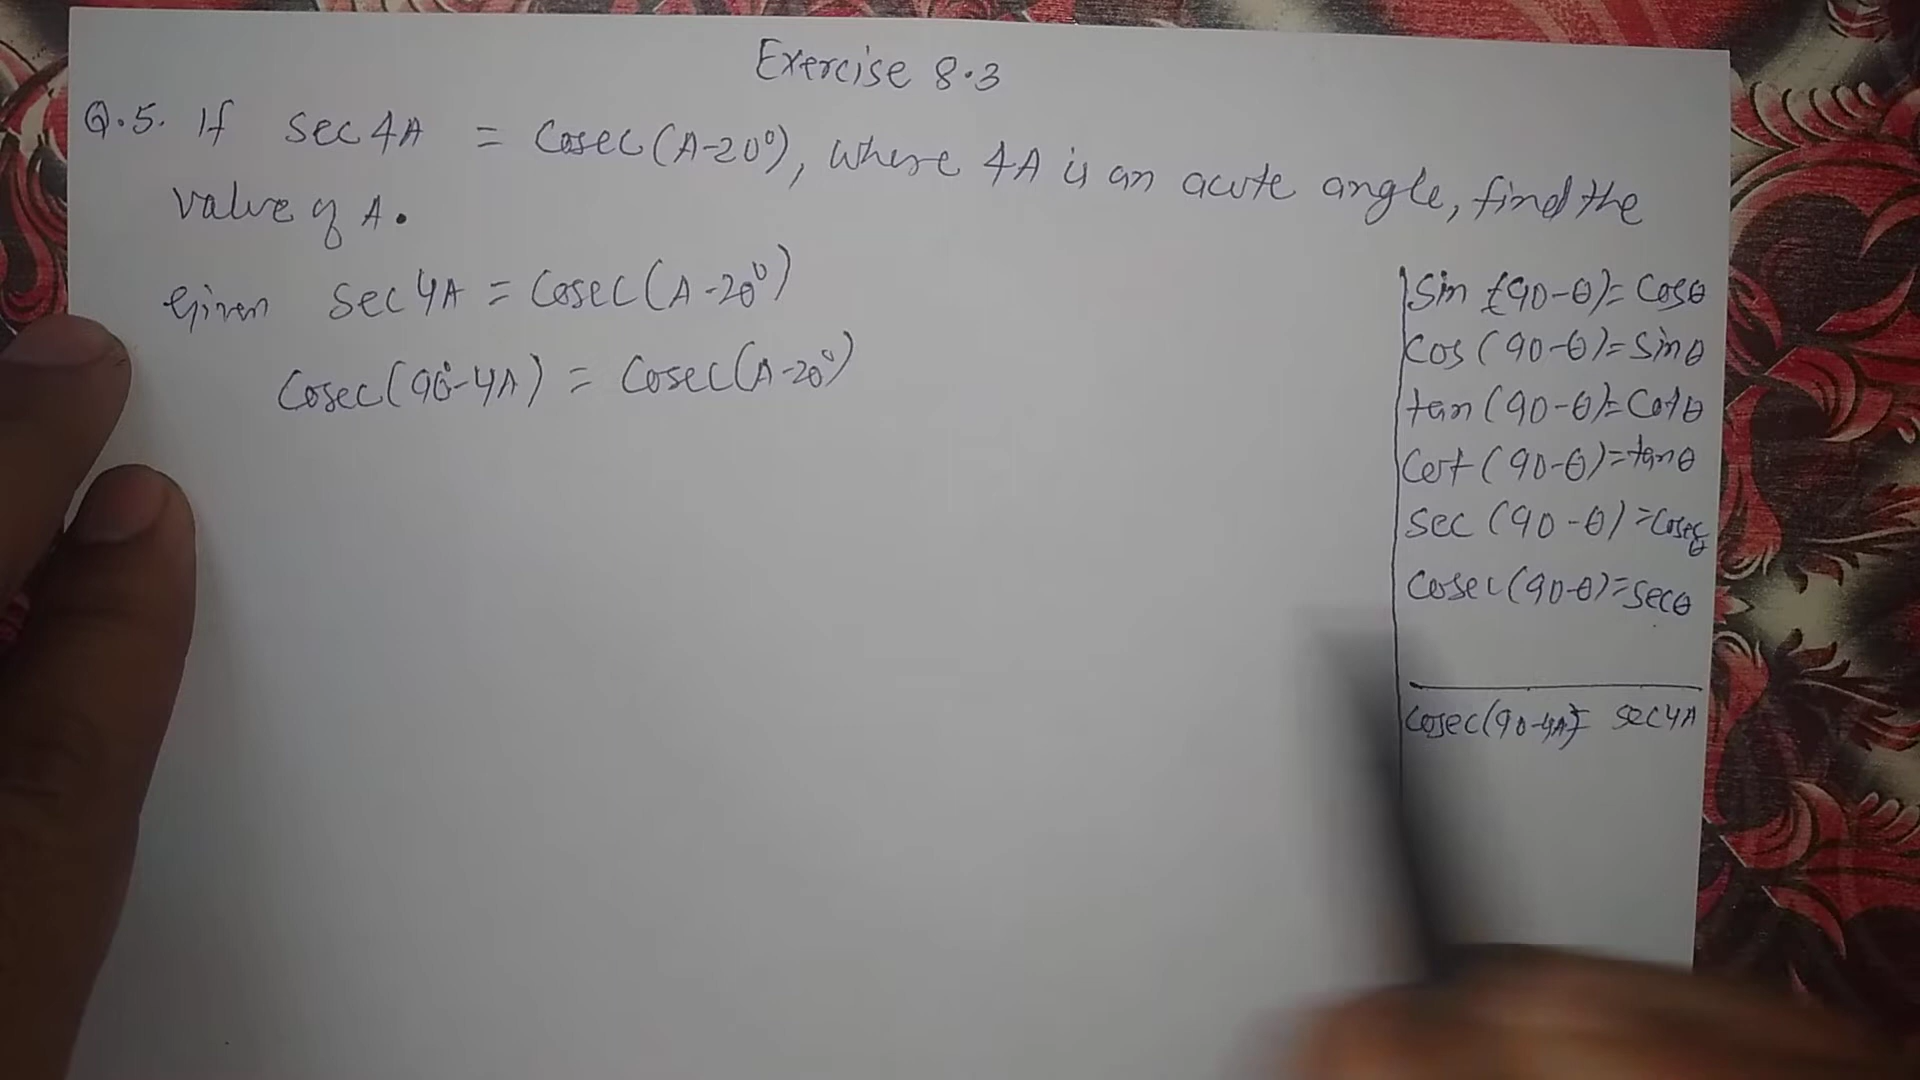 Exercise 8.3
Q.5. If sec 4A = Cosec (A-20°), where 4A is an acute angle, find the
value of A.
Given sec 4A = Cosec (A-20°)
Cosec (90°-4A) = Cosec (A-20°)
Sin (90-θ) = Cosθ
Cos (90-θ) = Sinθ
tan (90-θ) = Cotθ
Cot (90-θ) = tanθ
Sec (90-θ) = Cosecθ
Cosec (90-θ) = Secθ
Cosec (90-4A) = Sec 4A